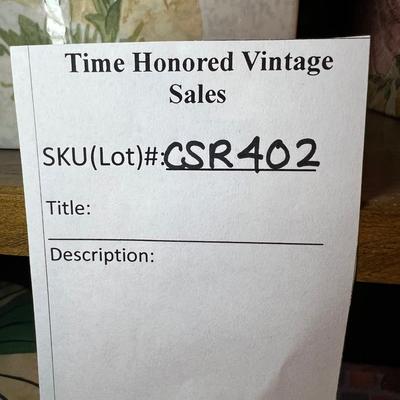 Time Honored Vintage
Sales
SKU(Lot)#:CSR402
Title:
Description: